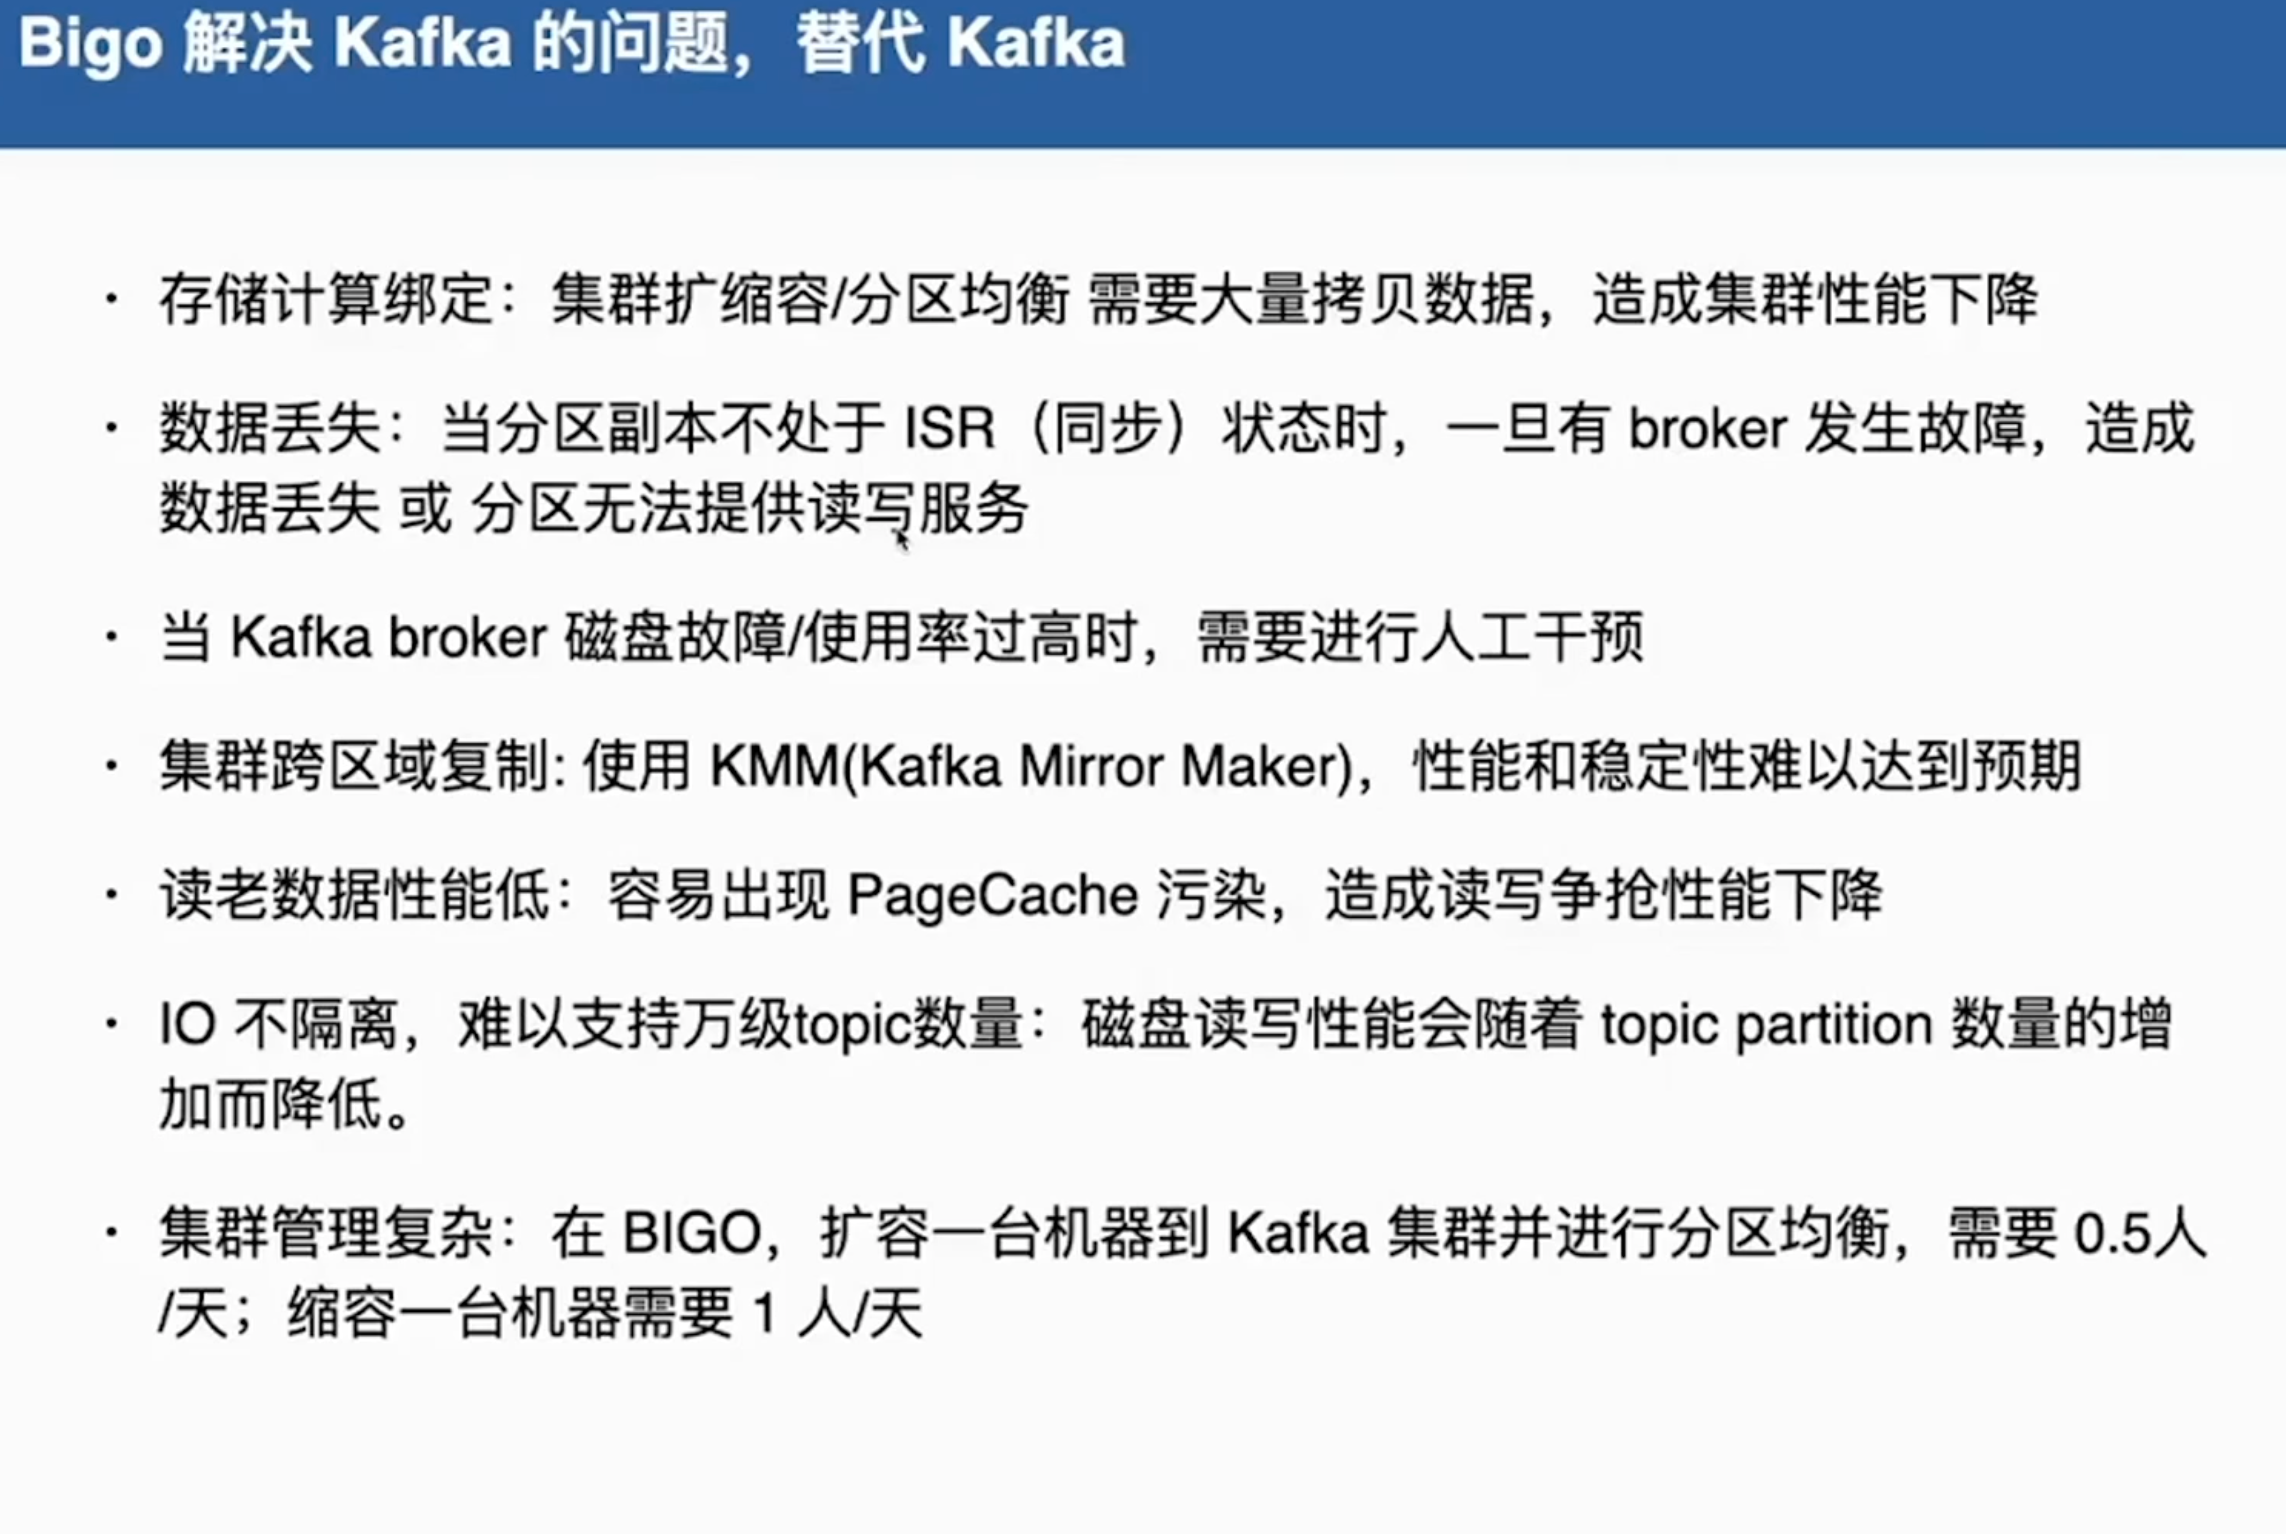 Bigo 解决 Kafka 的问题，替代 Kafka
· 存储计算绑定：集群扩缩容/分区均衡 需要大量拷贝数据，造成集群性能下降
· 数据丢失：当分区副本不处于 ISR（同步）状态时，一旦有 broker 发生故障，造成
数据丢失 或 分区无法提供读写服务
· 当 Kafka broker 磁盘故障/使用率过高时，需要进行人工干预
· 集群跨区域复制: 使用 KMM(Kafka Mirror Maker)，性能和稳定性难以达到预期
· 读老数据性能低：容易出现 PageCache 污染，造成读写争抢性能下降
· IO 不隔离，难以支持万级topic数量：磁盘读写性能会随着 topic partition 数量的增
加而降低。
· 集群管理复杂：在 BIGO，扩容一台机器到 Kafka 集群并进行分区均衡，需要 0.5人
/天；缩容一台机器需要 1 人/天